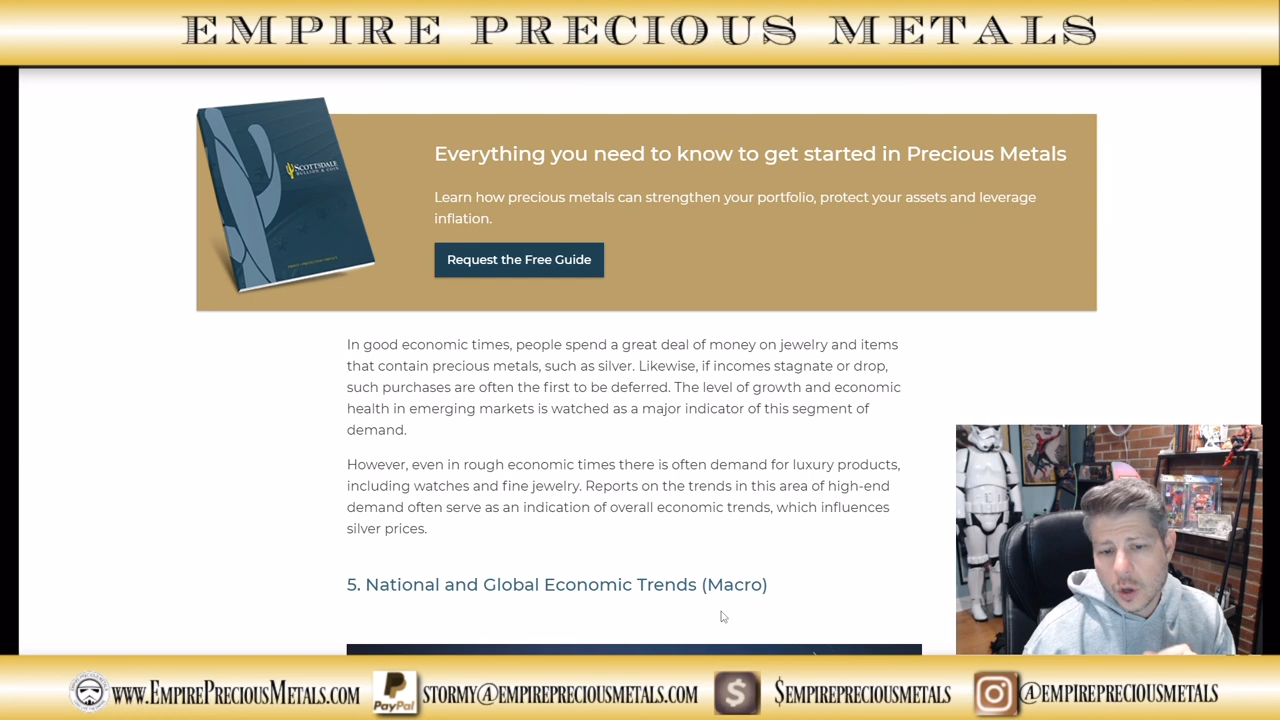 EMPIRE PRECIOUS METALS
SCOTTSDALE
BULLION & COIN
Everything you need to know to get started in Precious Metals
Learn how precious metals can strengthen your portfolio, protect your assets and leverage
inflation.
Request the Free Guide
In good economic times, people spend a great deal of money on jewelry and items
that contain precious metals, such as silver. Likewise, if incomes stagnate or drop,
such purchases are often the first to be deferred. The level of growth and economic
health in emerging markets is watched as a major indicator of this segment of
demand.
However, even in rough economic times there is often demand for luxury products,
including watches and fine jewelry. Reports on the trends in this area of high-end
demand often serve as an indication of overall economic trends, which influences
silver prices.
5. National and Global Economic Trends (Macro)
www.EmpirePreciousMetals.com
PayPal
stormy@empirepreciousmetals.com
$
$empirepreciousmetals
@empirepreciousmetals